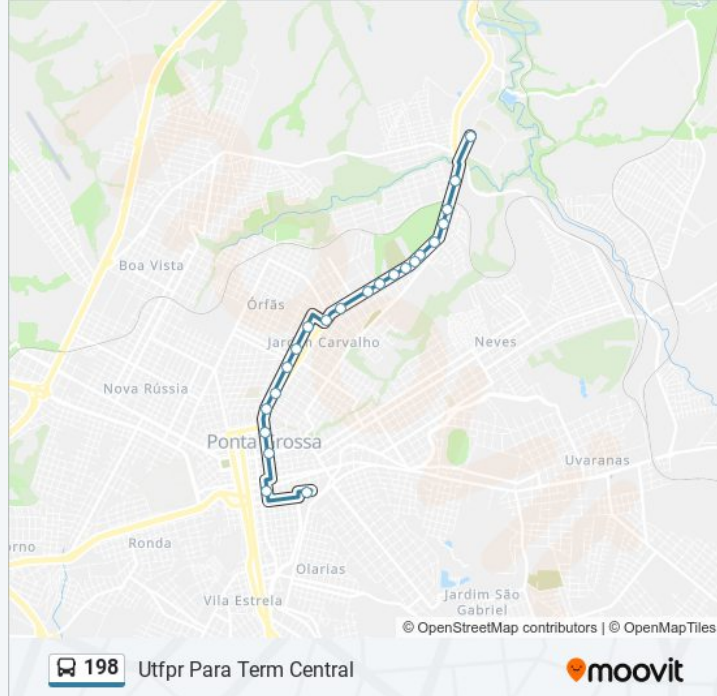 Boa Vista
Órfãs
Jardim Carvalho
Neves
Nova Rússia
Ponta Grossa
Uvaranas
orno
Ronda
Olarias
Vila Estrela
Jardim São
Gabriel
© OpenStreetMap contributors | © OpenMapTiles
198 Utfpr Para Term Central
moovit